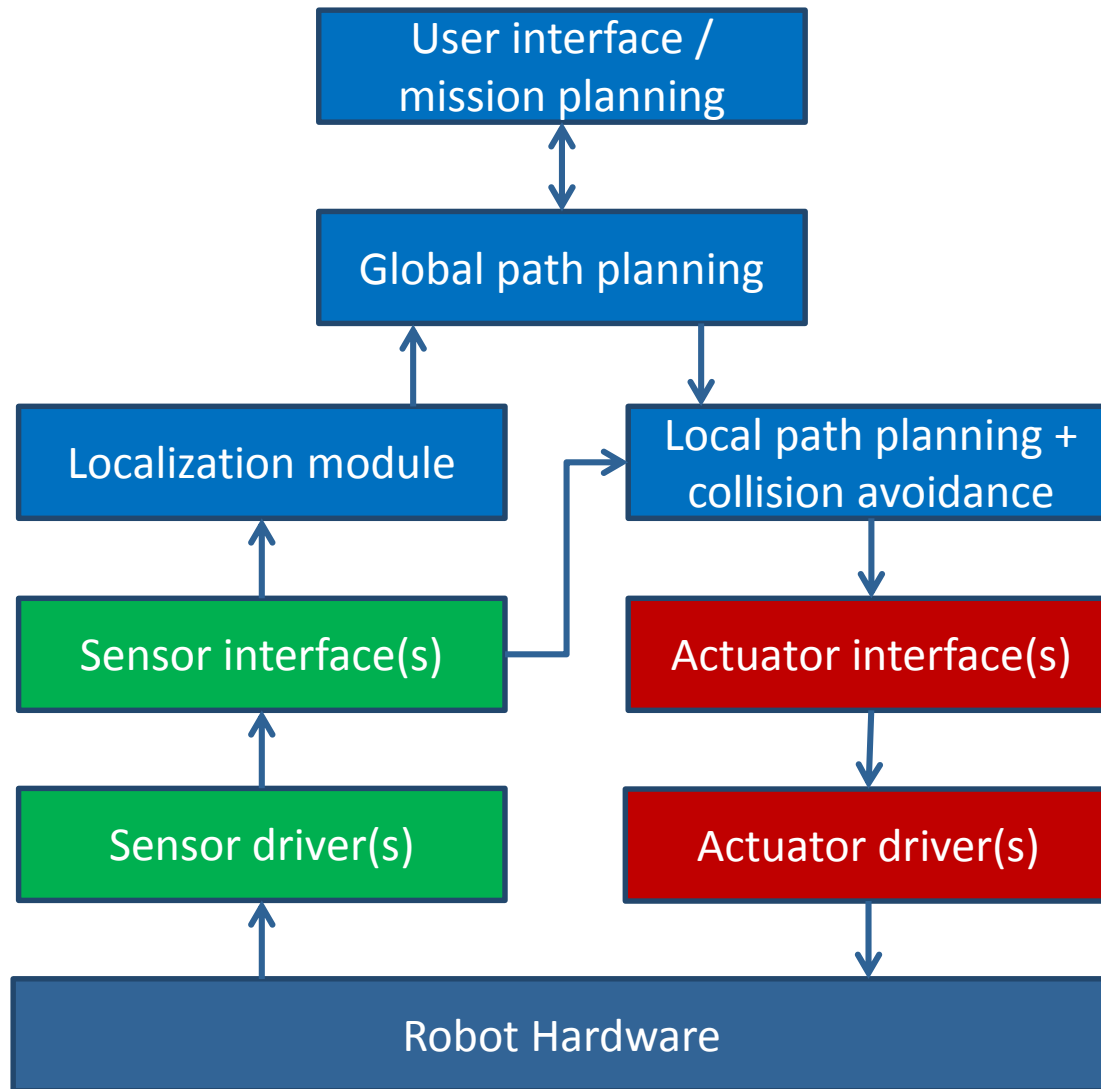 User interface /
mission planning
Global path planning
Localization module
Local path planning +
collision avoidance
Sensor interface(s)
Actuator interface(s)
Sensor driver(s)
Actuator driver(s)
Robot Hardware